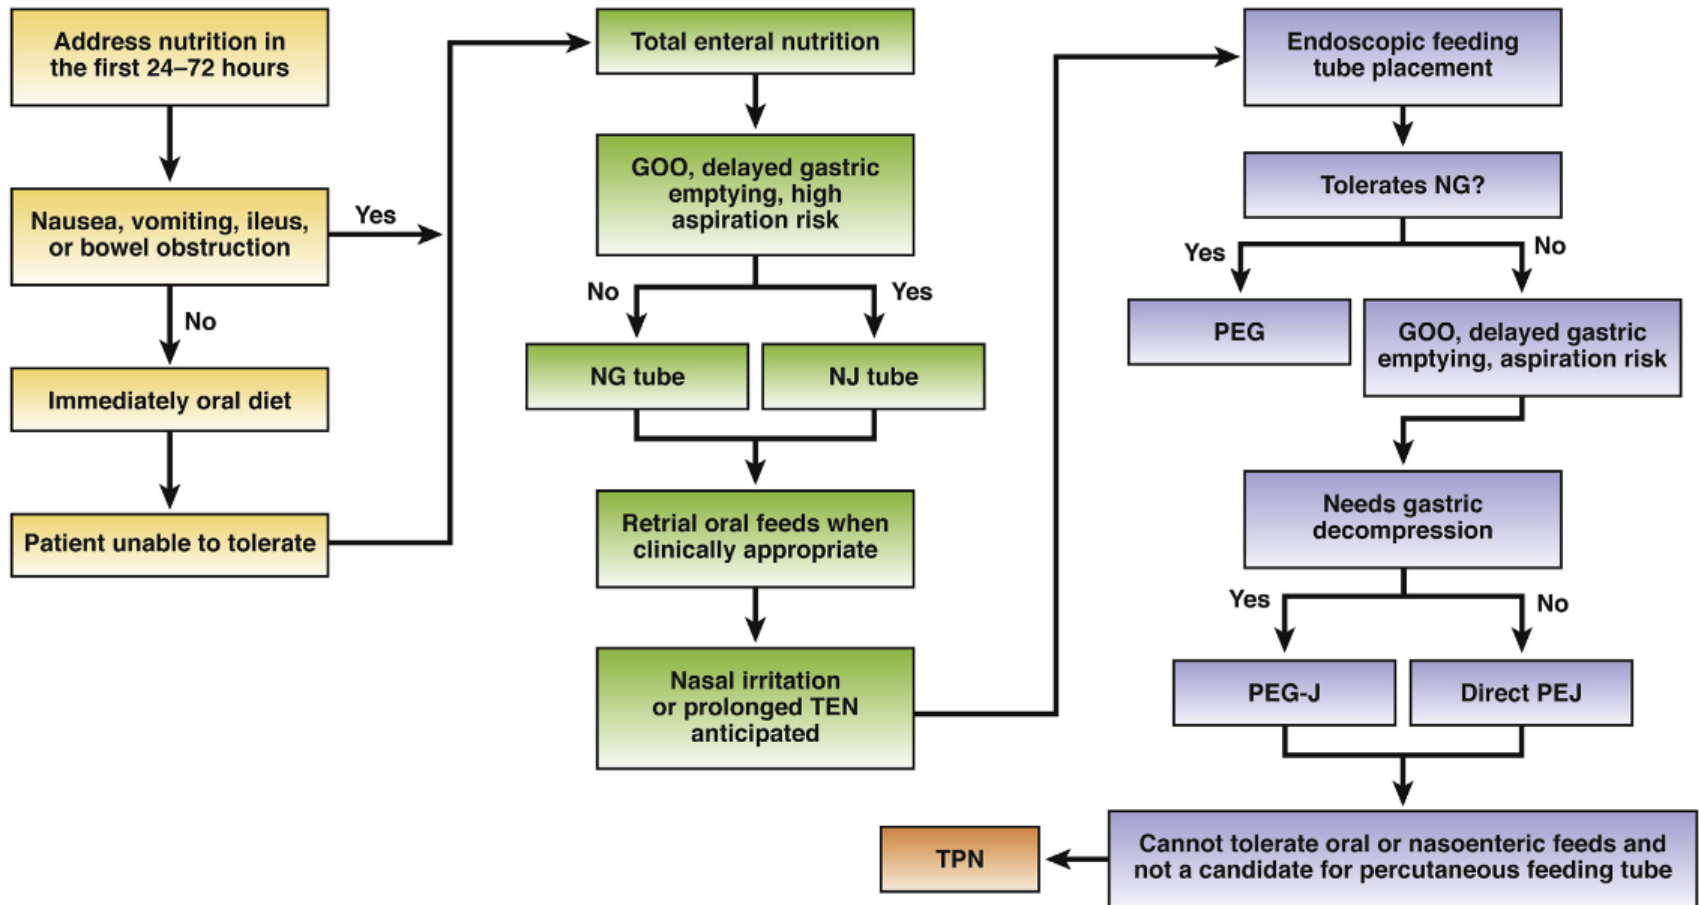 Address nutrition in
the first 24–72 hours
Nausea, vomiting, ileus,
or bowel obstruction
Yes
No
Immediately oral diet
Patient unable to tolerate
Total enteral nutrition
GOO, delayed gastric
emptying, high
aspiration risk
No
Yes
NG tube
NJ tube
Retrial oral feeds when
clinically appropriate
Nasal irritation
or prolonged TEN
anticipated
Endoscopic feeding
tube placement
Tolerates NG?
Yes
No
PEG
GOO, delayed gastric
emptying, aspiration risk
Needs gastric
decompression
Yes
No
PEG-J
Direct PEJ
Cannot tolerate oral or nasoenteric feeds and
not a candidate for percutaneous feeding tube
TPN